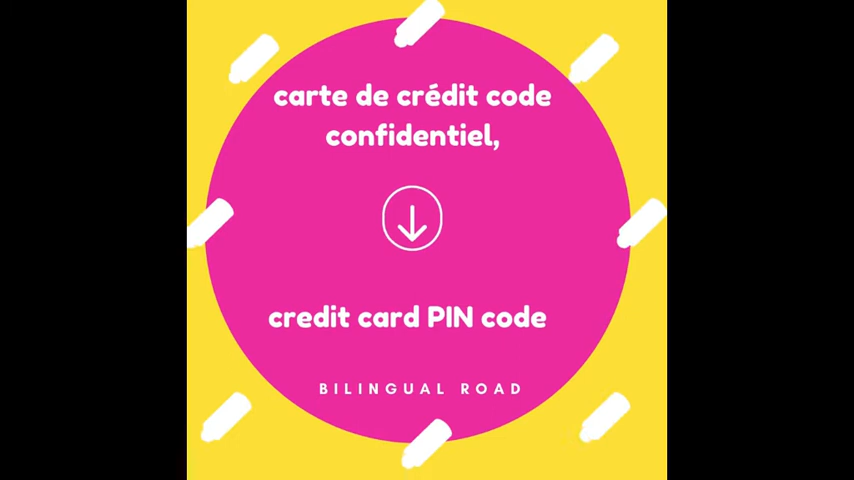 carte de crédit code
confidentiel,
credit card PIN code
BILINGUAL ROAD